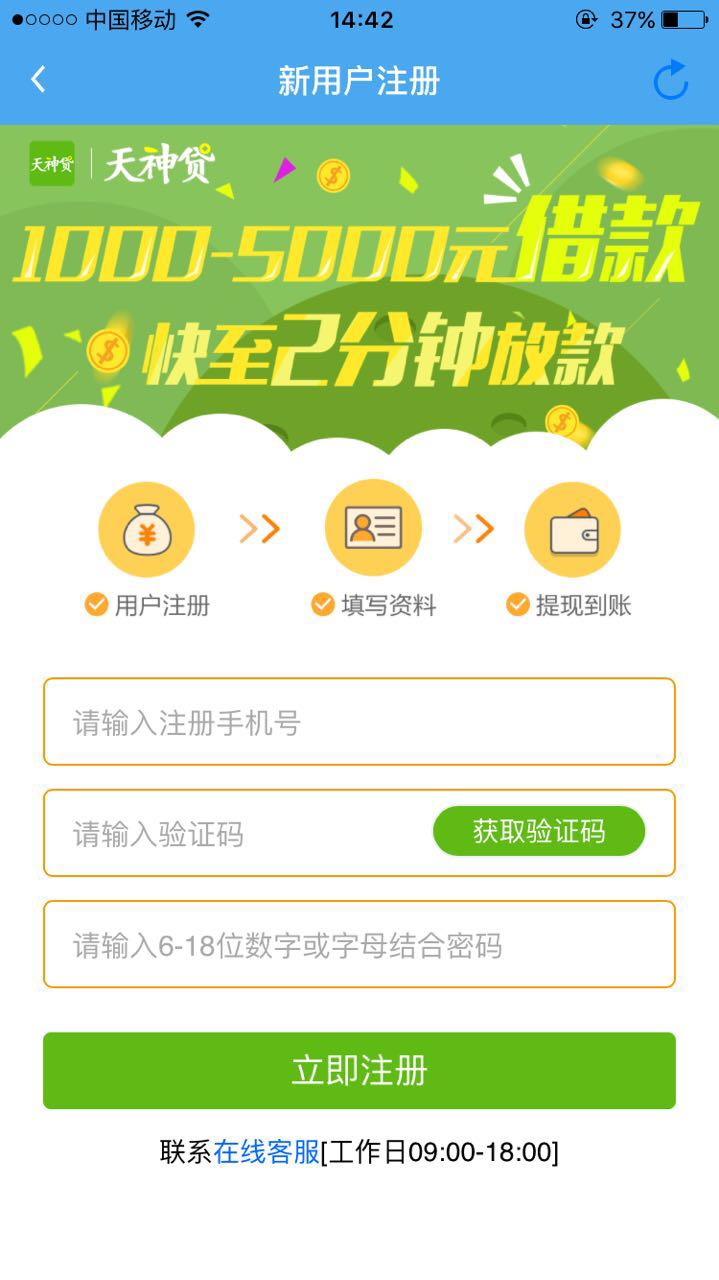 中国移动 14:42 37%
新用户注册
天神贷 天神贷
1000-5000元借款
快至2分钟放款
用户注册 填写资料 提现到账
请输入注册手机号
请输入验证码 获取验证码
请输入6-18位数字或字母结合密码
立即注册
联系在线客服[工作日09:00-18:00]